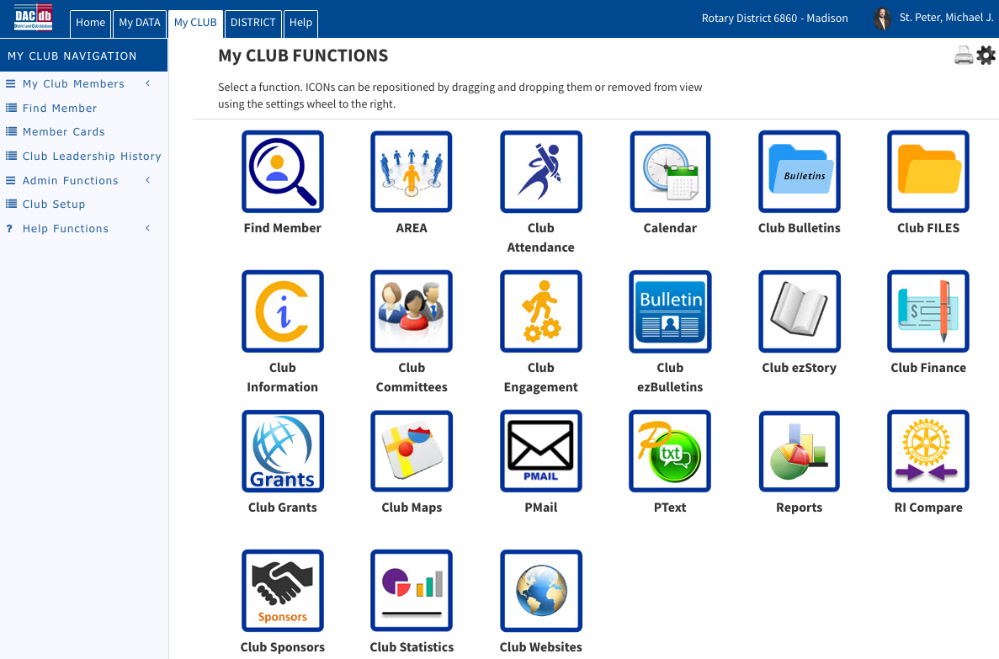 DACdb
District and Club database
Home
My DATA
My CLUB
DISTRICT
Help
Rotary District 6860 - Madison
St. Peter, Michael J.
MY CLUB NAVIGATION
My Club Members
Find Member
Member Cards
Club Leadership History
Admin Functions
Club Setup
? Help Functions
My CLUB FUNCTIONS
Select a function. ICONs can be repositioned by dragging and dropping them or removed from view
using the settings wheel to the right.
Bulletins
Find Member
AREA
Club
Attendance
Calendar
Club Bulletins
Club FILES
i
Bulletin
$
Club
Information
Club
Committees
Club
Engagement
Club
ezBulletins
Club ezStory
Club Finance
Grants
PMAIL
P
txt
Club Grants
Club Maps
PMail
PText
Reports
RI Compare
Sponsors
Club Sponsors
Club Statistics
Club Websites